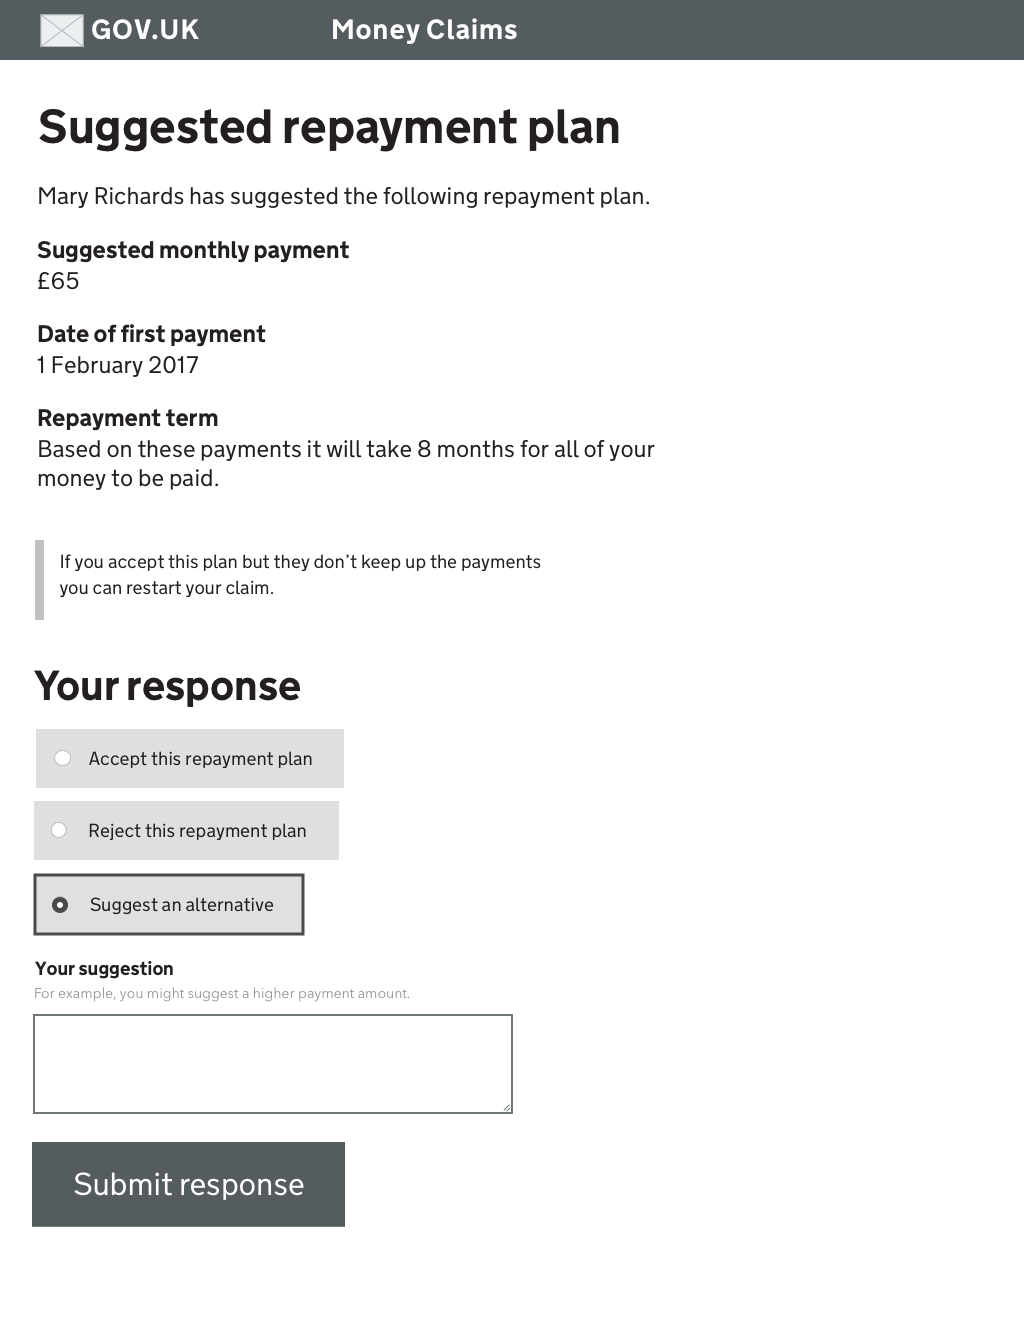 GOV.UK
Money Claims
Suggested repayment plan
Mary Richards has suggested the following repayment plan.
Suggested monthly payment
£65
Date of first payment
1 February 2017
Repayment term
Based on these payments it will take 8 months for all of your
money to be paid.
If you accept this plan but they don’t keep up the payments
you can restart your claim.
Your response
Accept this repayment plan
Reject this repayment plan
Suggest an alternative
Your suggestion
For example, you might suggest a higher payment amount.
Submit response